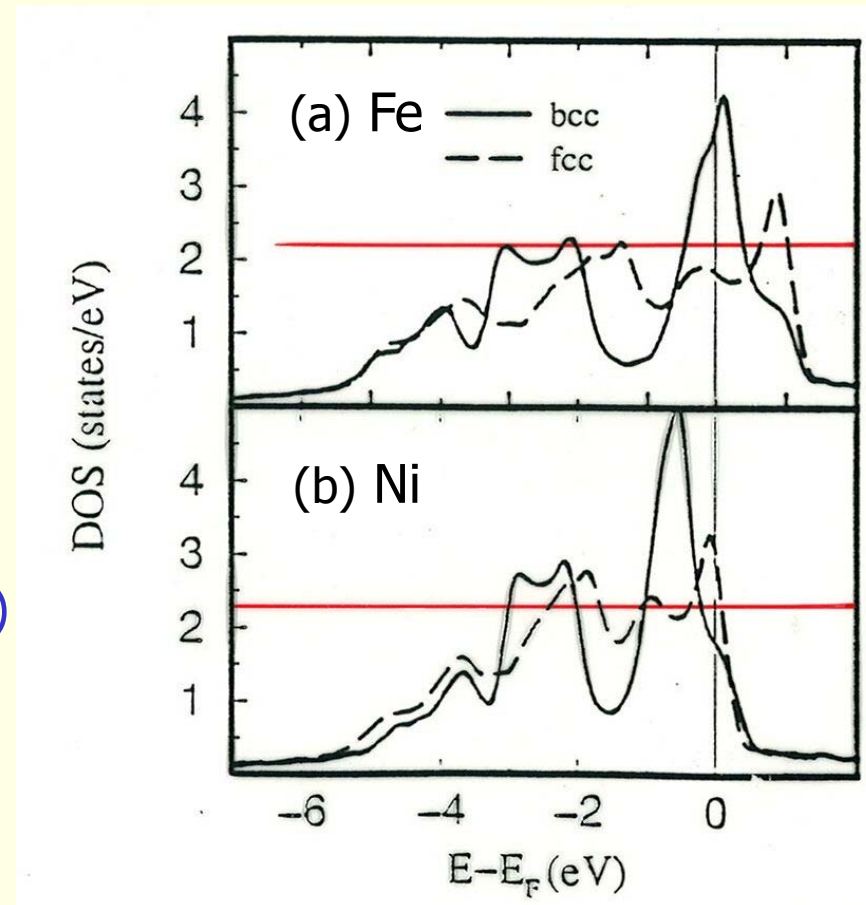 DOS (states/eV)
(a) Fe
bcc
fcc
4
3
2
1
(b) Ni
4
3
2
1
)
−6
−4
−2
0
E−E_F(eV)